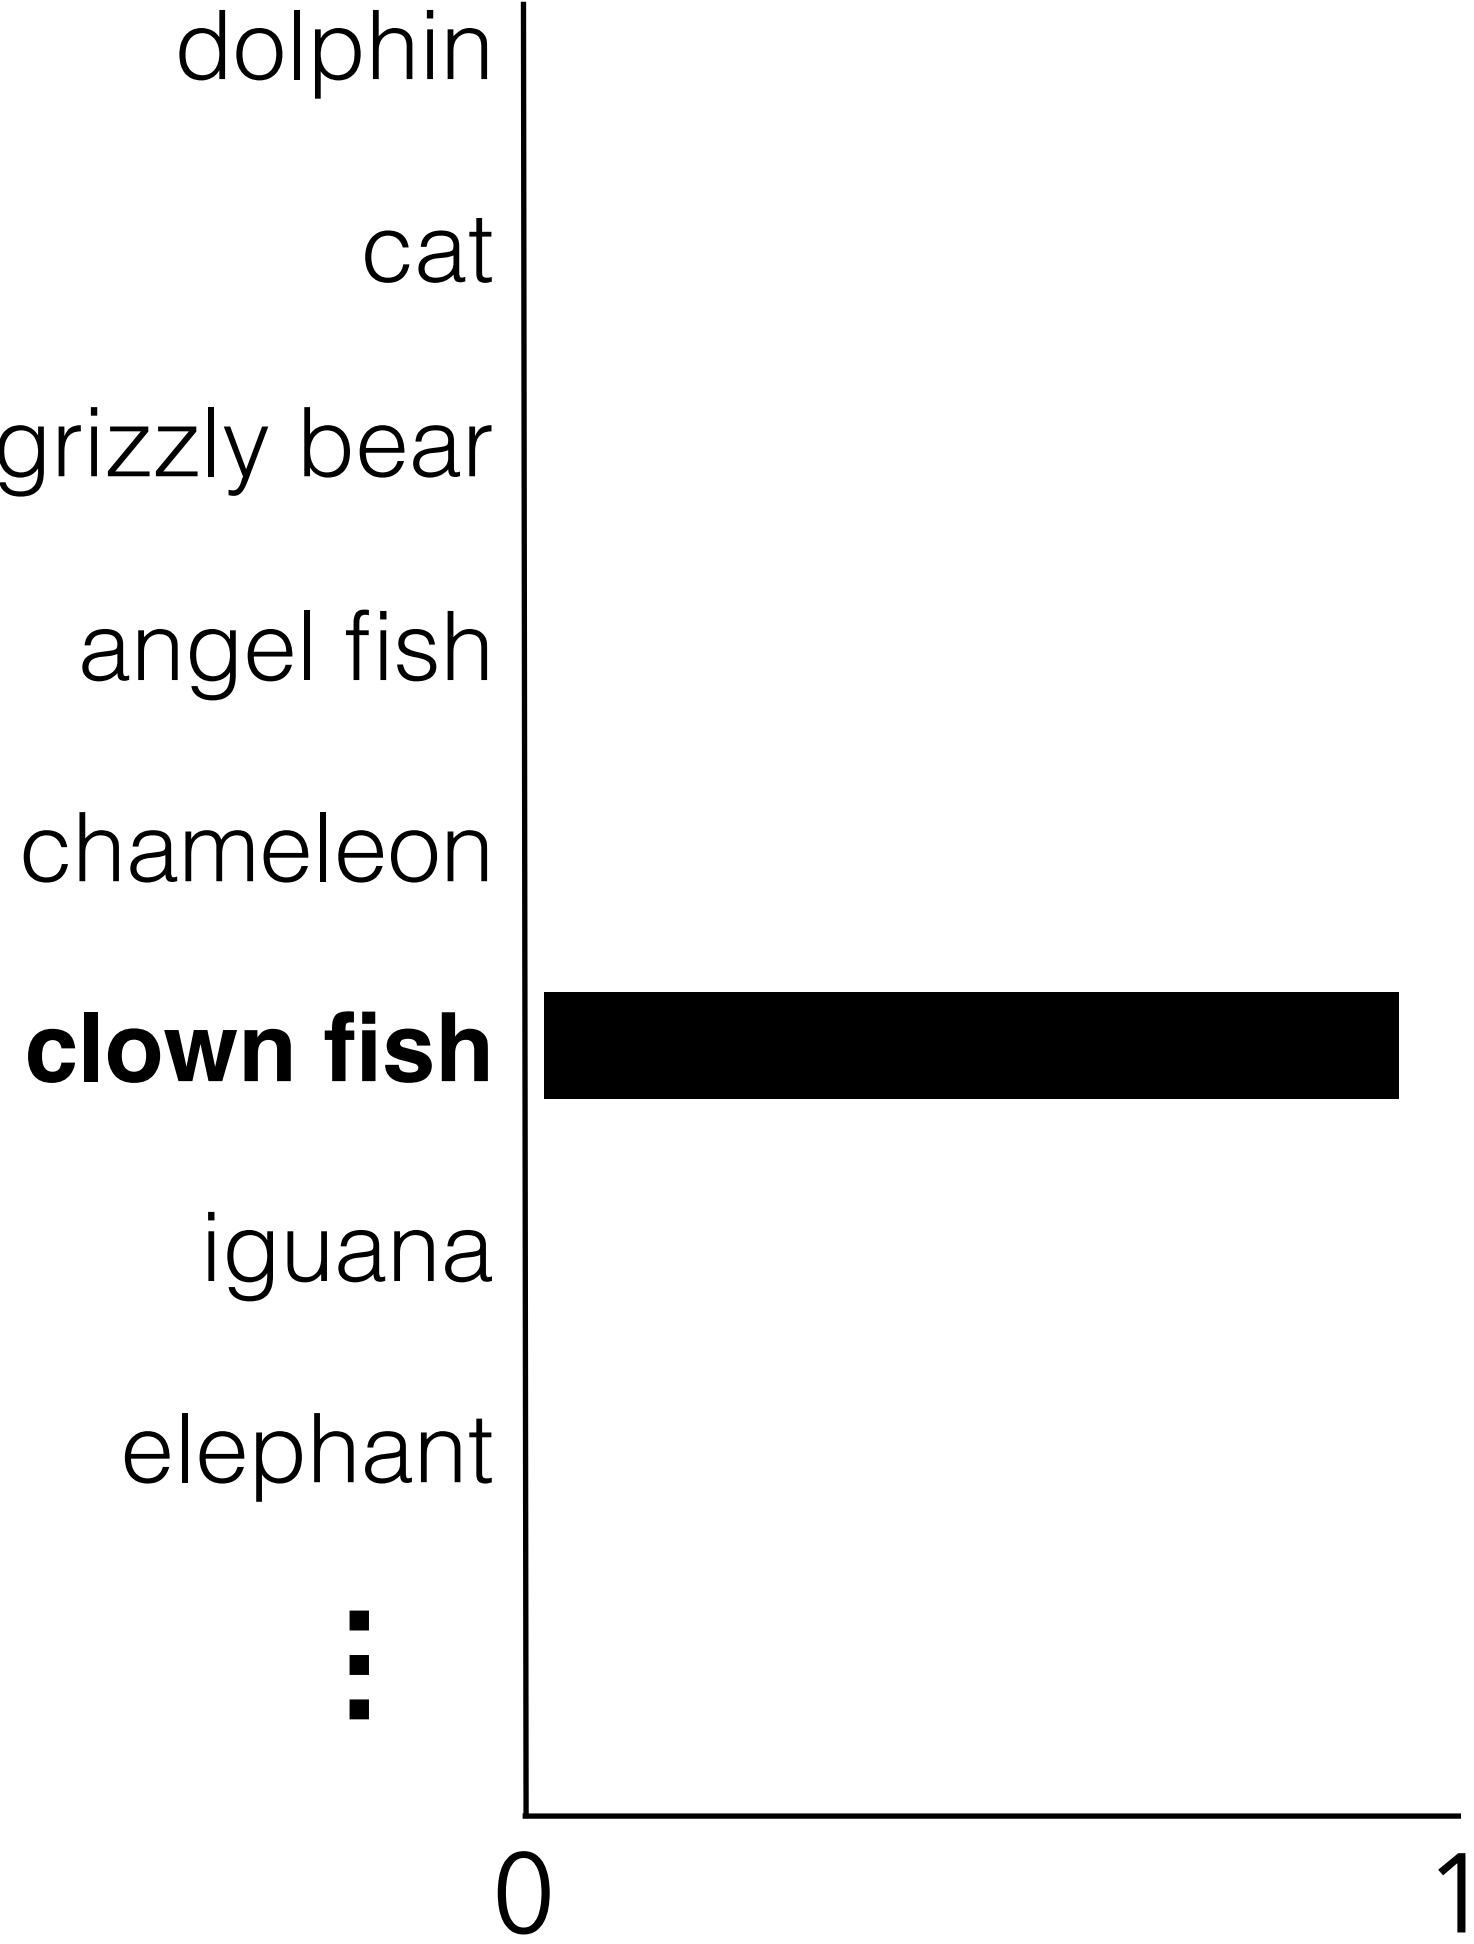 dolphin
cat
grizzly bear
angel fish
chameleon
clown fish
iguana
elephant
⋮
0 1